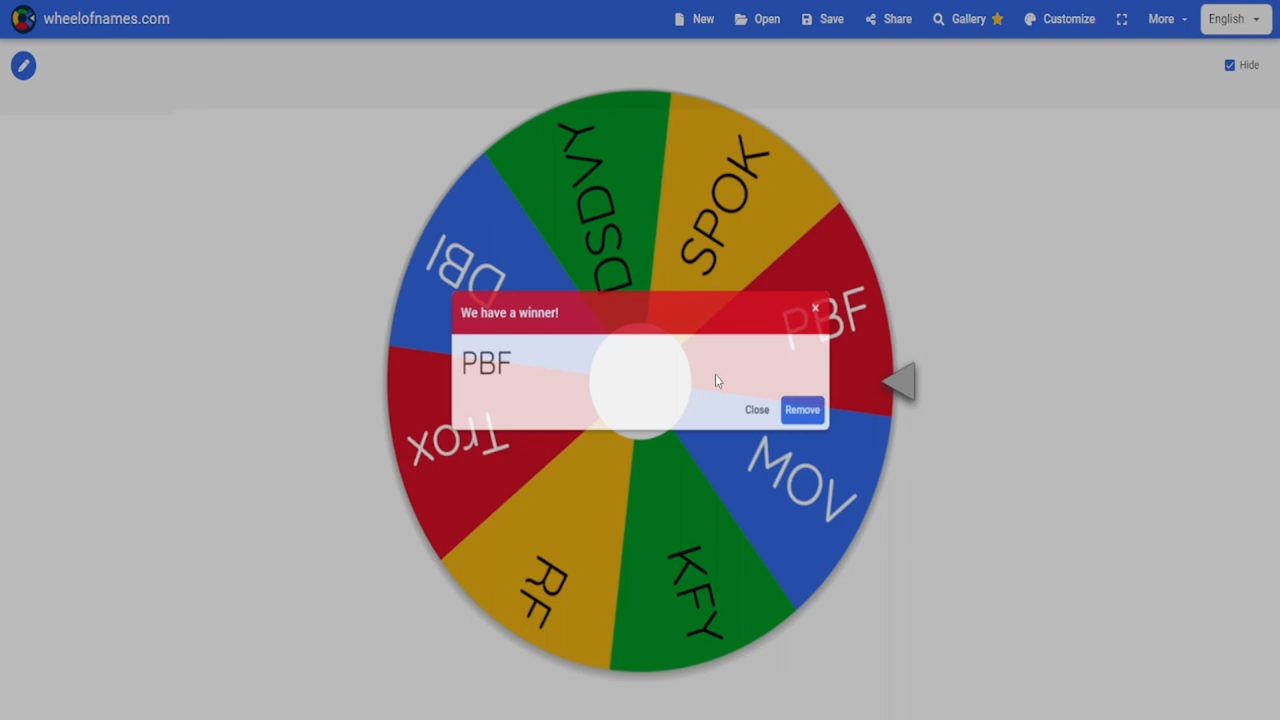 wheelofnames.com
New
Open
Save
Share
Gallery
Customize
More
English
Hide
DSDVY
SPOK
DBI
PBF
We have a winner!
×
PBF
Close
Remove
Trox
MOV
RF
KFY